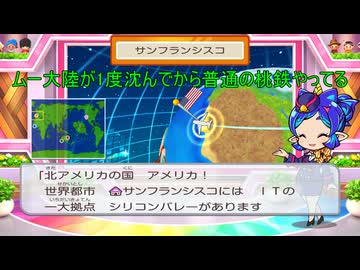 サンフランシスコ
ムー大陸が1度沈んでから普通の桃鉄やってる
「北アメリカの国　アメリカ！
世界都市　サンフランシスコには　ＩＴの
一大拠点　シリコンバレーがあります